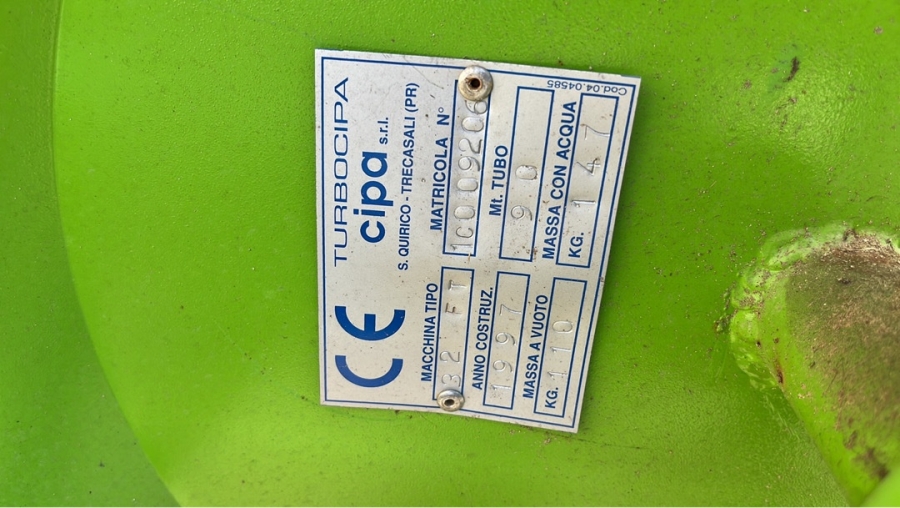 CE TURBOCIPA
cipa s.r.l.
S. QUIRICO - TRECASALI (PR)
MACCHINA TIPO MATRICOLA N°
32 FT 1C009206
ANNO COSTRUZ. Mt. TUBO
1997 90
MASSA A VUOTO MASSA CON ACQUA
KG. 110 KG. 147
Cod.04.04585